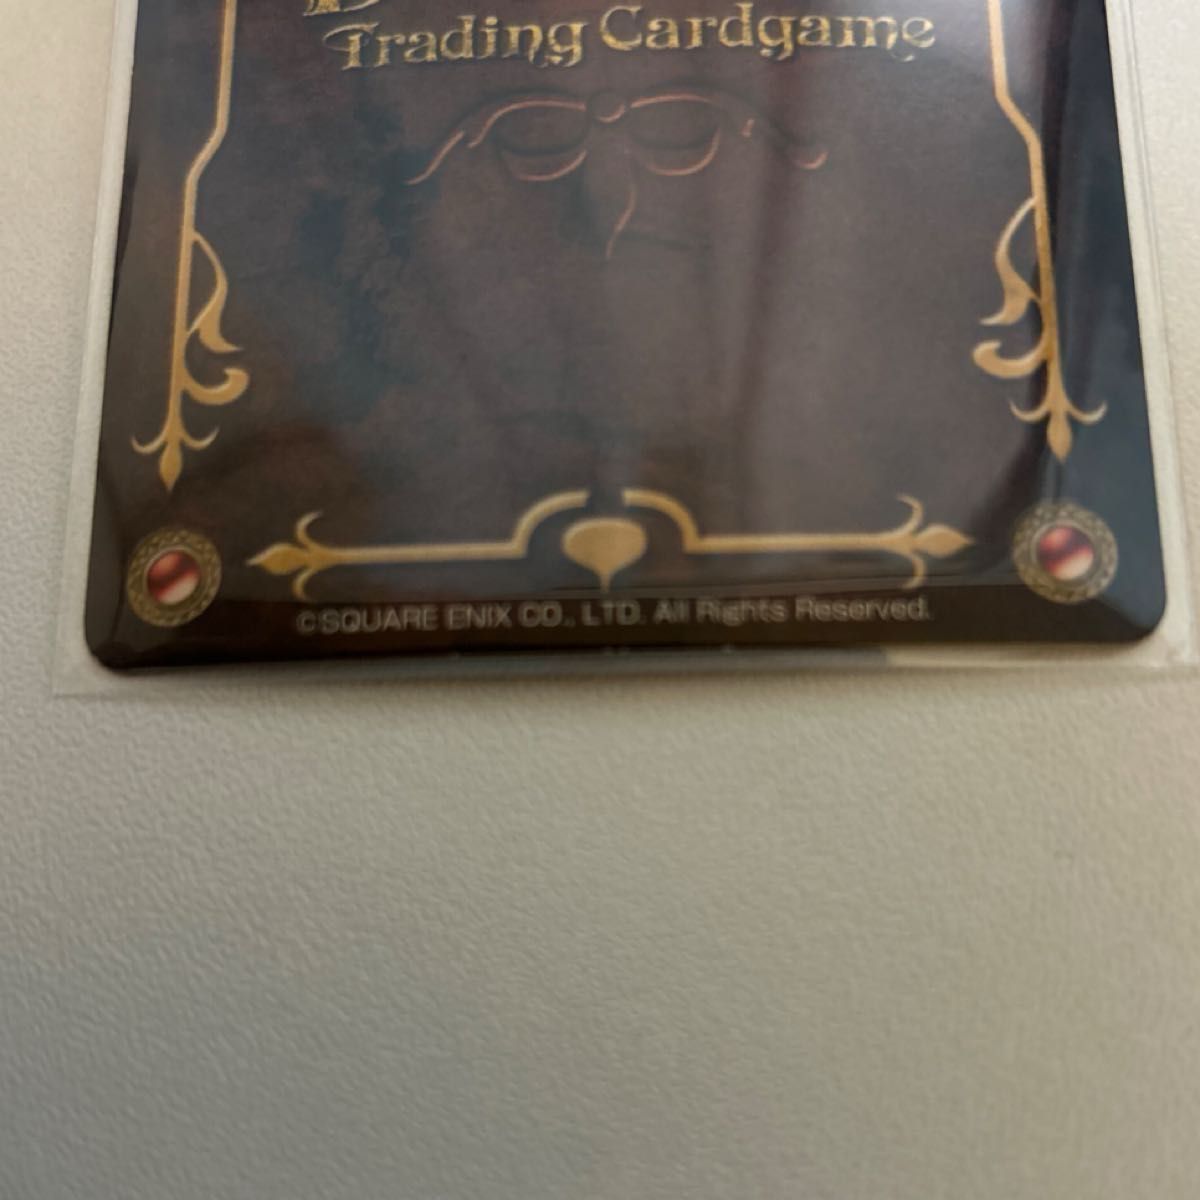 Trading Cardgame
©SQUARE ENIX CO., LTD. All Rights Reserved.